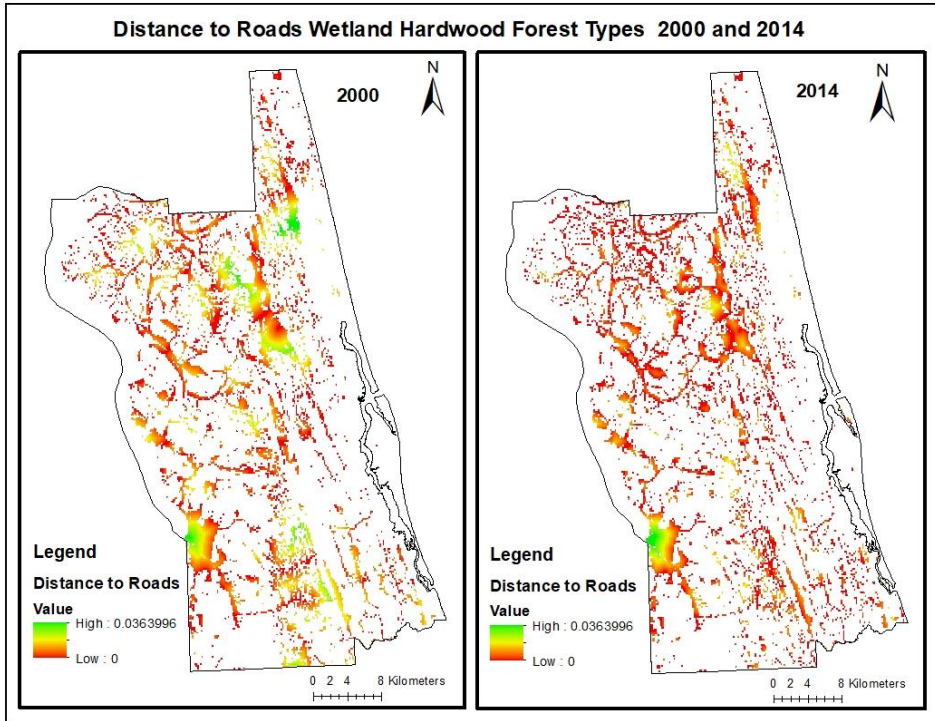 Distance to Roads Wetland Hardwood Forest Types 2000 and 2014
2000
N
Legend
Distance to Roads
Value
High : 0.0363996
Low : 0
0 2 4 8 Kilometers
2014
N
Legend
Distance to Roads
Value
High : 0.0363996
Low : 0
0 2 4 8 Kilometers